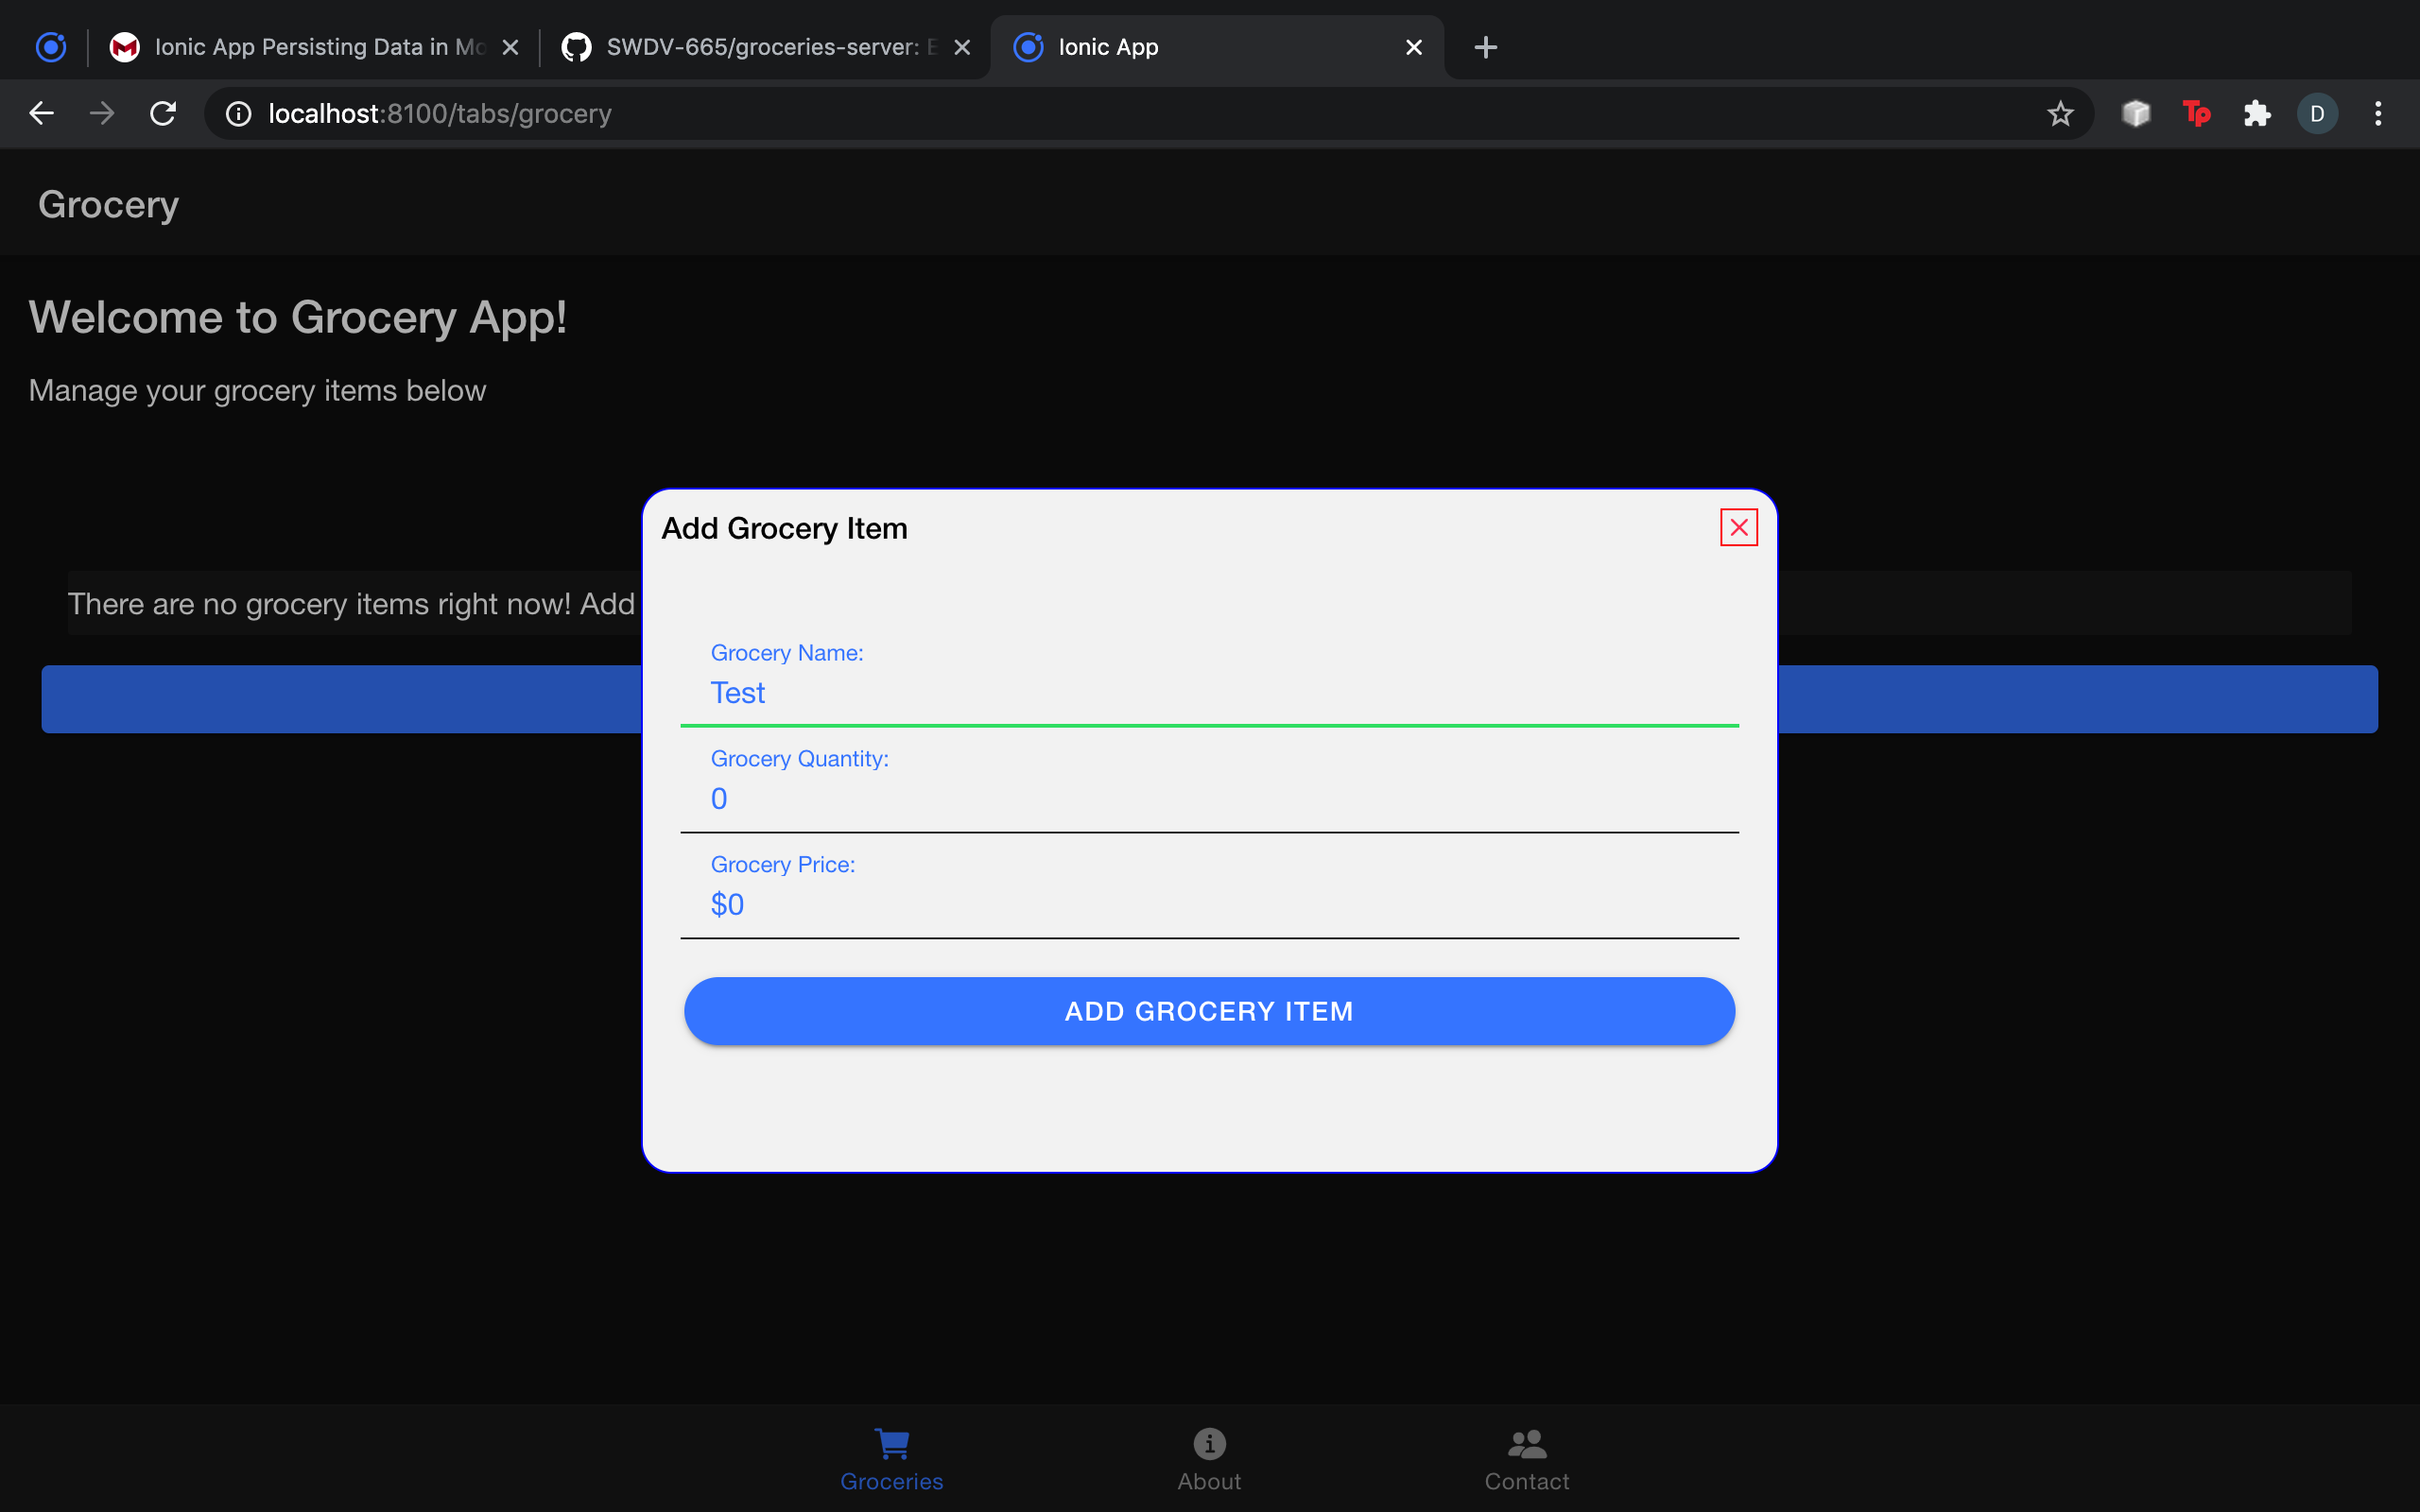 Ionic App Persisting Data in Mo
SWDV-665/groceries-server: E
Ionic App
localhost:8100/tabs/grocery
Tp
D
Grocery
Welcome to Grocery App!
Manage your grocery items below
There are no grocery items right now! Add
Add Grocery Item
Grocery Name:
Test
Grocery Quantity:
0
Grocery Price:
$0
ADD GROCERY ITEM
Groceries
About
Contact